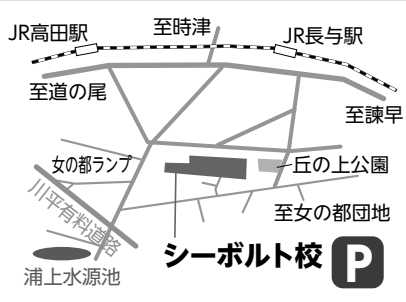 至時津
JR高田駅
JR長与駅
至道の尾
至諫早
女の都ランプ
丘の上公園
川平有料道路
至女の都団地
シーボルト校 P
浦上水源池